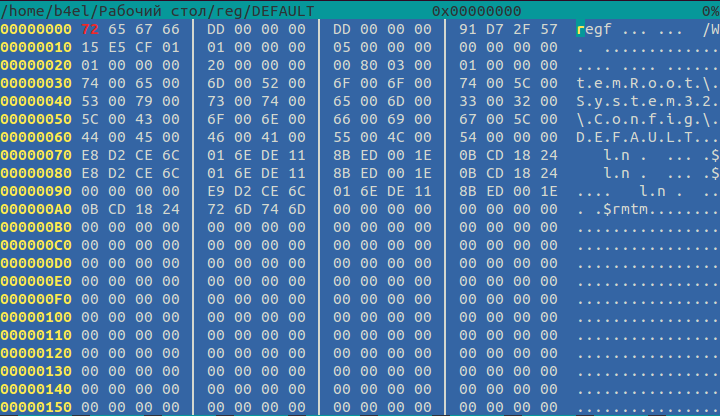 /home/b4el/Рабочий стол/reg/DEFAULT 0x00000000 0%
00000000 72 65 67 66 DD 00 00 00 DD 00 00 00 91 D7 2F 57 regf ... ... /W
00000010 15 E5 CF 01 01 00 00 00 05 00 00 00 00 00 00 00 .............
00000020 01 00 00 00 20 00 00 00 00 80 03 00 01 00 00 00 .... .... ......
00000030 74 00 65 00 6D 00 52 00 6F 00 6F 00 74 00 5C 00 t.e.m.R.o.o.t.\.
00000040 53 00 79 00 73 00 74 00 65 00 6D 00 33 00 32 00 S.y.s.t.e.m.3.2.
00000050 5C 00 43 00 6F 00 6E 00 66 00 69 00 67 00 5C 00 \.C.o.n.f.i.g.\.
00000060 44 00 45 00 46 00 41 00 55 00 4C 00 54 00 00 00 D.E.F.A.U.L.T...
00000070 E8 D2 CE 6C 01 6E DE 11 8B ED 00 1E 0B CD 18 24 l.n . ... .$
00000080 E8 D2 CE 6C 01 6E DE 11 8B ED 00 1E 0B CD 18 24 l.n . ... .$
00000090 00 00 00 00 E9 D2 CE 6C 01 6E DE 11 8B ED 00 1E .... l.n . ..
000000A0 0B CD 18 24 72 6D 74 6D 00 00 00 00 00 00 00 00 . .$rmtm........
000000B0 00 00 00 00 00 00 00 00 00 00 00 00 00 00 00 00 ................
000000C0 00 00 00 00 00 00 00 00 00 00 00 00 00 00 00 00 ................
000000D0 00 00 00 00 00 00 00 00 00 00 00 00 00 00 00 00 ................
000000E0 00 00 00 00 00 00 00 00 00 00 00 00 00 00 00 00 ................
000000F0 00 00 00 00 00 00 00 00 00 00 00 00 00 00 00 00 ................
00000100 00 00 00 00 00 00 00 00 00 00 00 00 00 00 00 00 ................
00000110 00 00 00 00 00 00 00 00 00 00 00 00 00 00 00 00 ................
00000120 00 00 00 00 00 00 00 00 00 00 00 00 00 00 00 00 ................
00000130 00 00 00 00 00 00 00 00 00 00 00 00 00 00 00 00 ................
00000140 00 00 00 00 00 00 00 00 00 00 00 00 00 00 00 00 ................
00000150 00 00 00 00 00 00 00 00 00 00 00 00 00 00 00 00 ................